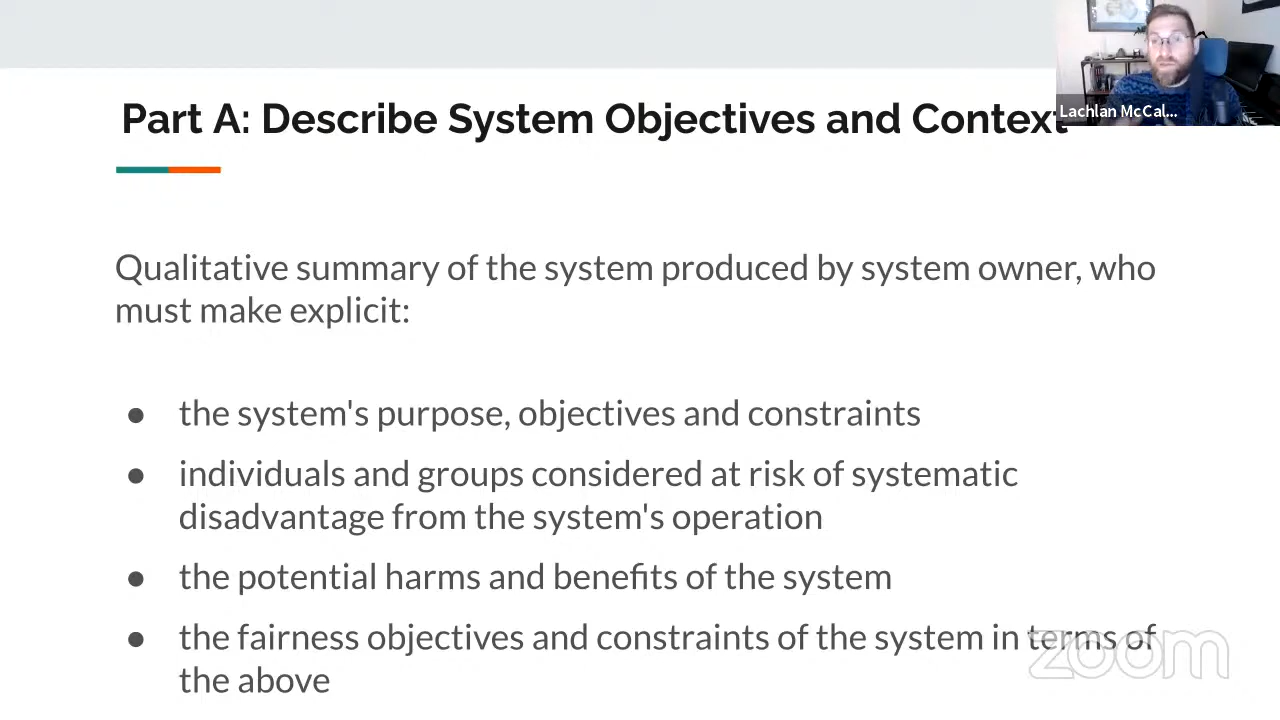 Part A: Describe System Objectives and Context
Lachlan McCal...
Qualitative summary of the system produced by system owner, who
must make explicit:
● the system's purpose, objectives and constraints
● individuals and groups considered at risk of systematic
disadvantage from the system's operation
● the potential harms and benefits of the system
● the fairness objectives and constraints of the system in terms of
the above
zoom